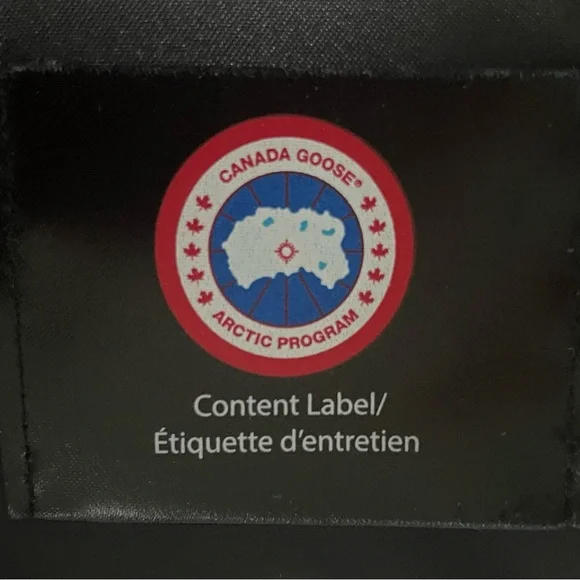 CANADA GOOSE®
ARCTIC PROGRAM
Content Label/
Étiquette d'entretien